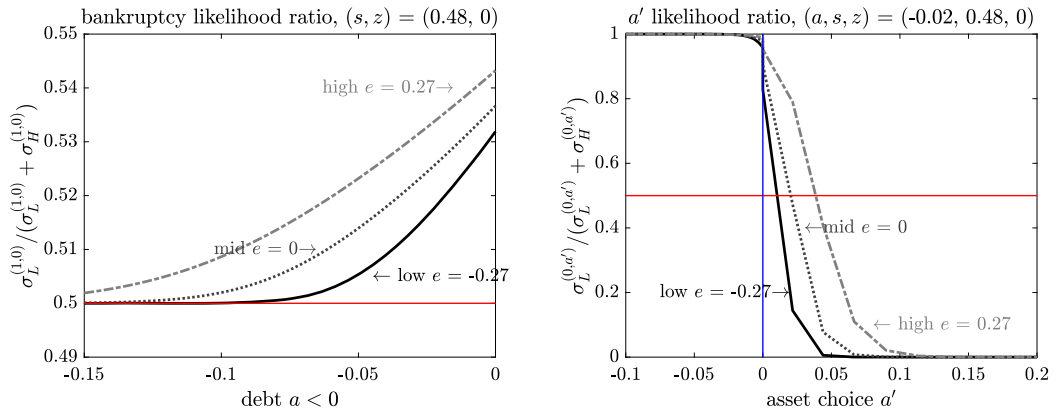 bankruptcy likelihood ratio, (s, z) = (0.48, 0)
σ_L^{(1,0)}/(σ_L^{(1,0)} + σ_H^{(1,0)})
0.55
0.54
0.53
0.52
0.51
0.5
0.49
high e = 0.27→
mid e = 0→
← low e = -0.27
-0.15
-0.1
-0.05
0
debt a < 0
a′ likelihood ratio, (a, s, z) = (-0.02, 0.48, 0)
σ_L^{(0,a′)}/(σ_L^{(0,a′)} + σ_H^{(0,a′)})
1
0.8
0.6
0.4
0.2
0
←mid e = 0
low e = -0.27→
← high e = 0.27
-0.1
-0.05
0
0.05
0.1
0.15
0.2
asset choice a′